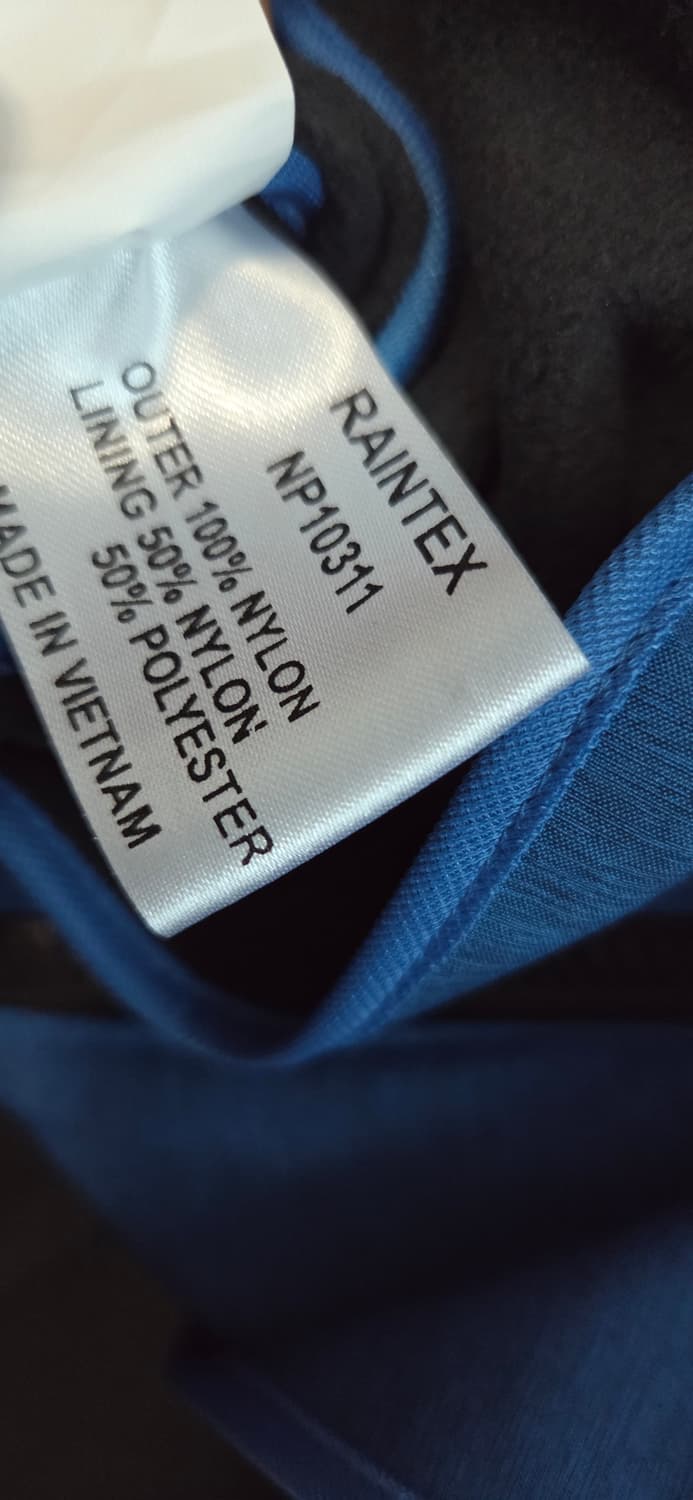 RAINTEX
NP10311
OUTER 100% NYLON
LINING 50% NYLON
50% POLYESTER
MADE IN VIETNAM